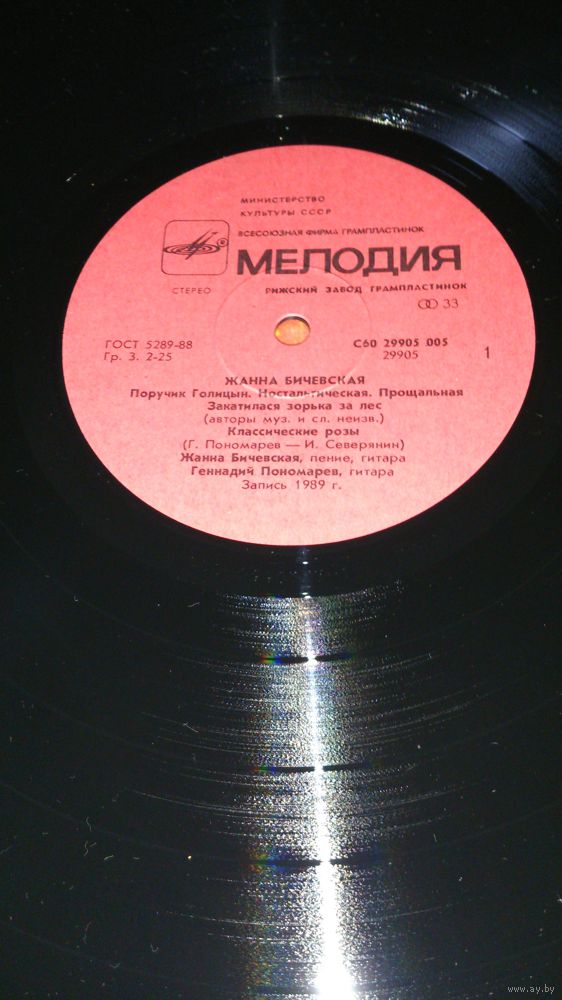 МИНИСТЕРСТВО
КУЛЬТУРЫ СССР
ВСЕСОЮЗНАЯ ФИРМА ГРАМПЛАСТИНОК
МЕЛОДИЯ
СТЕРЕО
РИЖСКИЙ ЗАВОД ГРАМПЛАСТИНОК
33
ГОСТ 5289-88
Гр. 3. 2-25
С60 29905 005
29905
1
ЖАННА БИЧЕВСКАЯ
Поручик Голицын. Ностальгическая. Прощальная
Закатилася зорька за лес
(авторы муз. и сл. неизв.)
Классические розы
(Г. Пономарев — И. Северянин)
Жанна Бичевская, пение, гитара
Геннадий Пономарев, гитара
Запись 1989 г.
www.ay.by